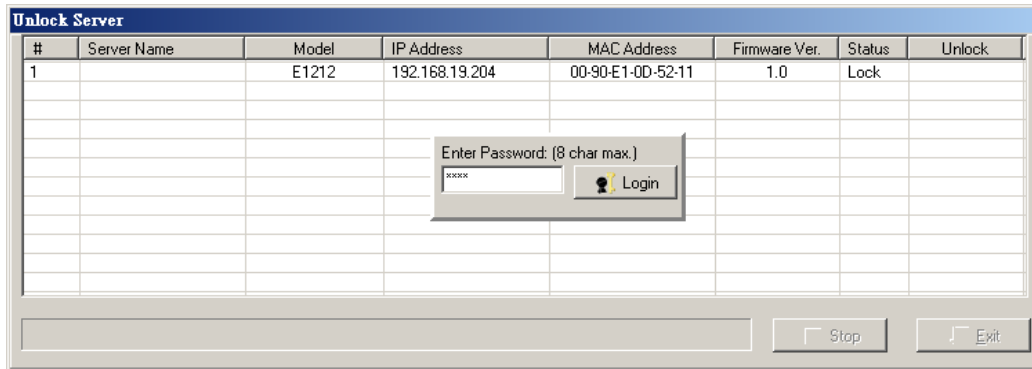 Unlock Server
# Server Name Model IP Address MAC Address Firmware Ver. Status Unlock
1 E1212 192.168.19.204 00-90-E1-0D-52-11 1.0 Lock
Enter Password: (8 char max.)
xxxx Login
Stop Exit